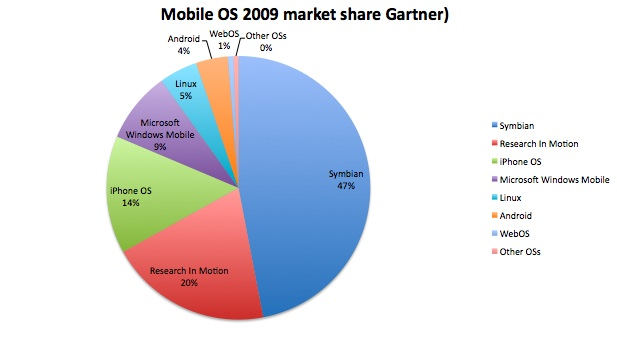 Mobile OS 2009 market share Gartner)
Android
4%
WebOS
1%
Other OSs
0%
Linux
5%
Microsoft
Windows Mobile
9%
iPhone OS
14%
Research In Motion
20%
Symbian
47%
Symbian
Research In Motion
iPhone OS
Microsoft Windows Mobile
Linux
Android
WebOS
Other OSs